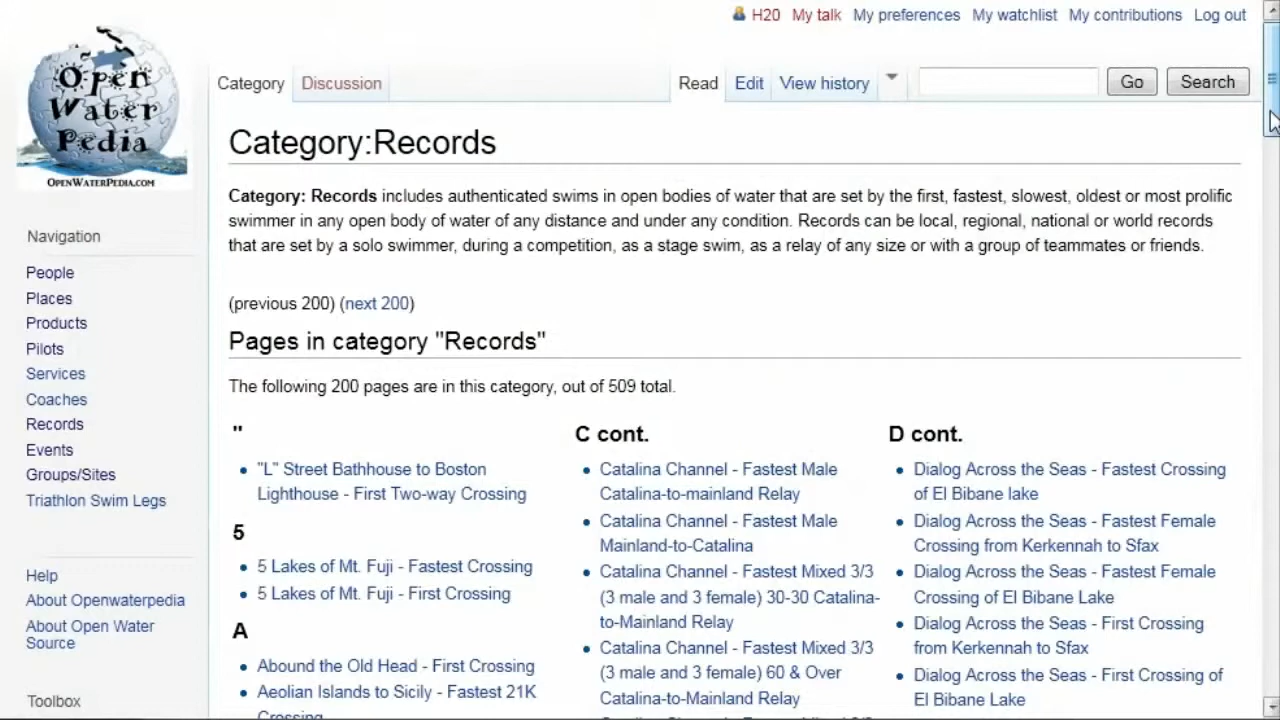 H20 My talk My preferences My watchlist My contributions Log out
Open
Water
Pedia
OPENWATERPEDIA.COM
Category Discussion Read Edit View history Go Search
Category:Records
Category: Records includes authenticated swims in open bodies of water that are set by the first, fastest, slowest, oldest or most prolific
swimmer in any open body of water of any distance and under any condition. Records can be local, regional, national or world records
that are set by a solo swimmer, during a competition, as a stage swim, as a relay of any size or with a group of teammates or friends.
(previous 200) (next 200)
Pages in category "Records"
The following 200 pages are in this category, out of 509 total.
Navigation
People
Places
Products
Pilots
Services
Coaches
Records
Events
Groups/Sites
Triathlon Swim Legs
Help
About Openwaterpedia
About Open Water
Source
Toolbox
"
"L" Street Bathhouse to Boston
Lighthouse - First Two-way Crossing
5
5 Lakes of Mt. Fuji - Fastest Crossing
5 Lakes of Mt. Fuji - First Crossing
A
Abound the Old Head - First Crossing
Aeolian Islands to Sicily - Fastest 21K
Crossing
C cont.
Catalina Channel - Fastest Male
Catalina-to-mainland Relay
Catalina Channel - Fastest Male
Mainland-to-Catalina
Catalina Channel - Fastest Mixed 3/3
(3 male and 3 female) 30-30 Catalina-
to-Mainland Relay
Catalina Channel - Fastest Mixed 3/3
(3 male and 3 female) 60 & Over
Catalina-to-Mainland Relay
Catalina Channel - Fastest Mixed 3/3
D cont.
Dialog Across the Seas - Fastest Crossing
of El Bibane lake
Dialog Across the Seas - Fastest Female
Crossing from Kerkennah to Sfax
Dialog Across the Seas - Fastest Female
Crossing of El Bibane Lake
Dialog Across the Seas - First Crossing
from Kerkennah to Sfax
Dialog Across the Seas - First Crossing of
El Bibane Lake